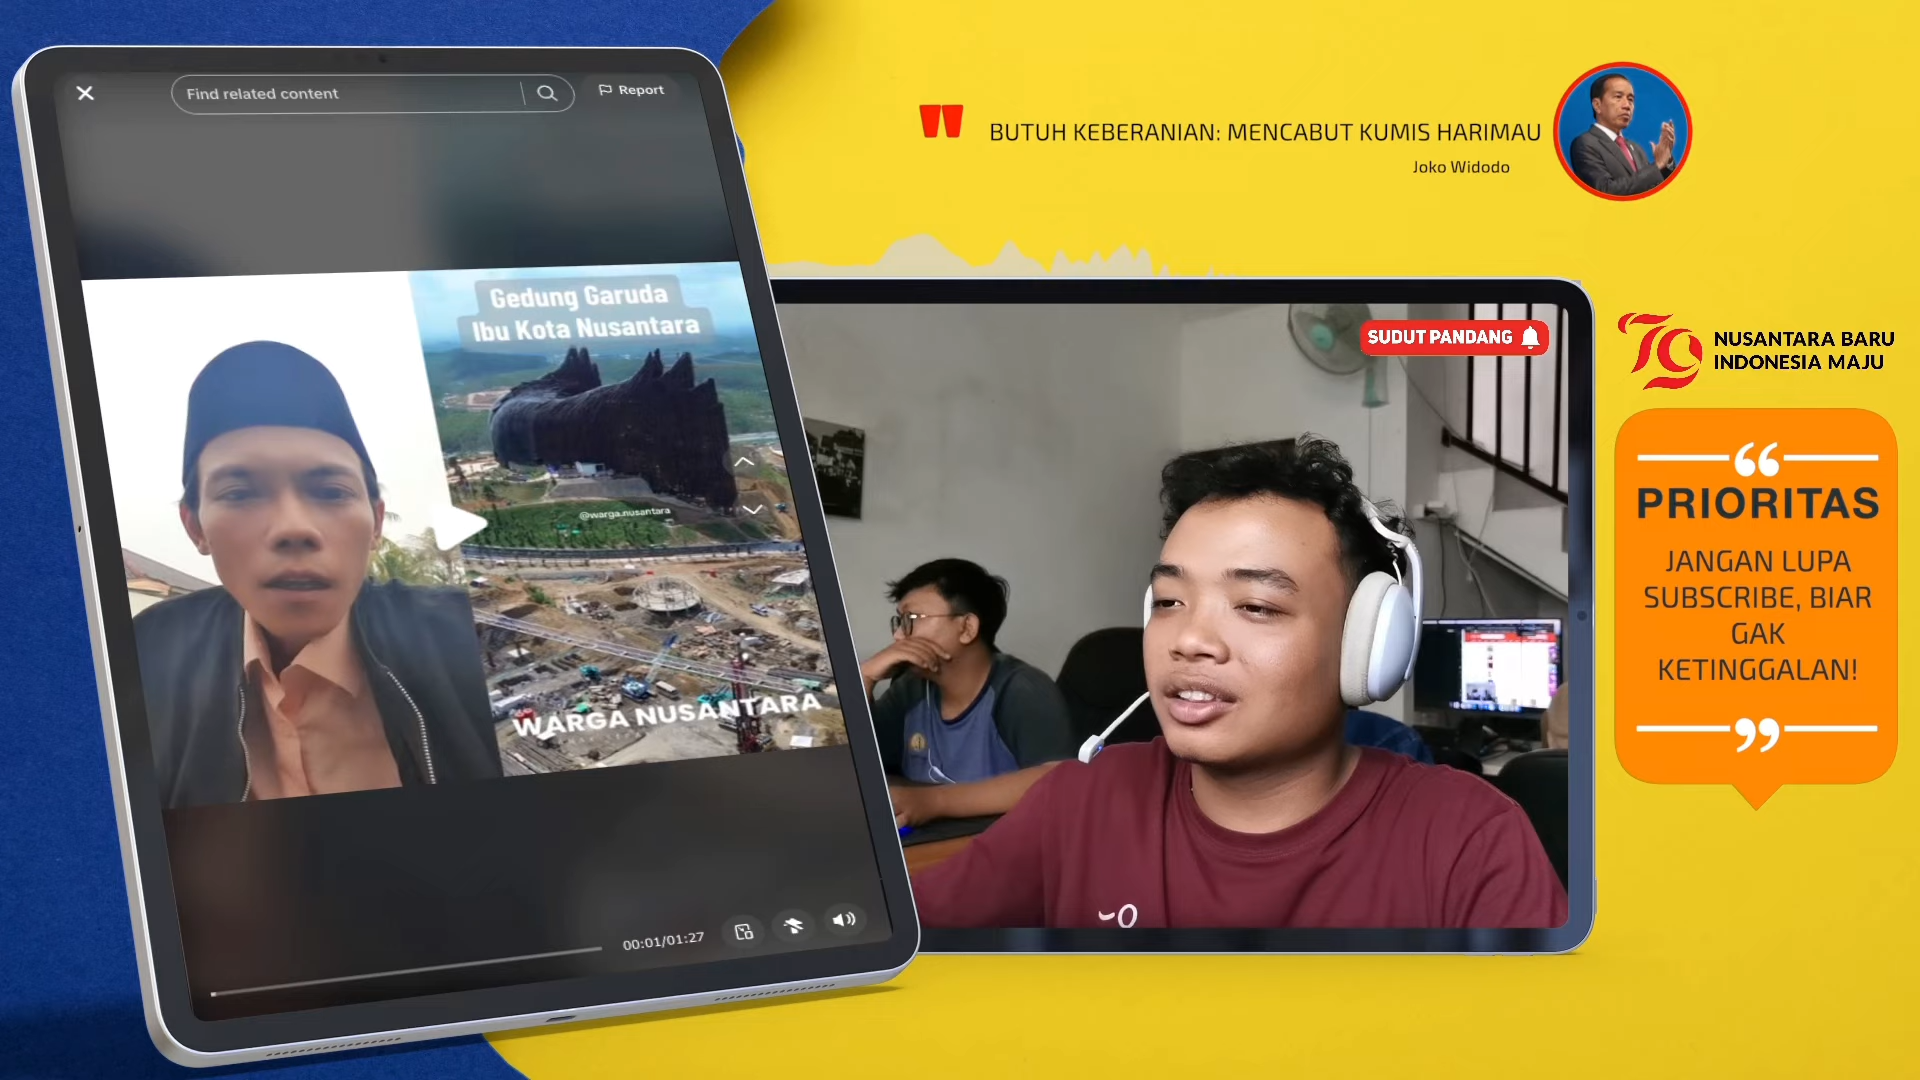 Find related content
Report
Gedung Garuda
Ibu Kota Nusantara
@warga.nusantara
WARGA NUSANTARA
00:01/01:27
" BUTUH KEBERANIAN: MENCABUT KUMIS HARIMAU
Joko Widodo
SUDUT PANDANG
79 NUSANTARA BARU
INDONESIA MAJU
“
PRIORITAS
JANGAN LUPA
SUBSCRIBE, BIAR
GAK
KETINGGALAN!
”